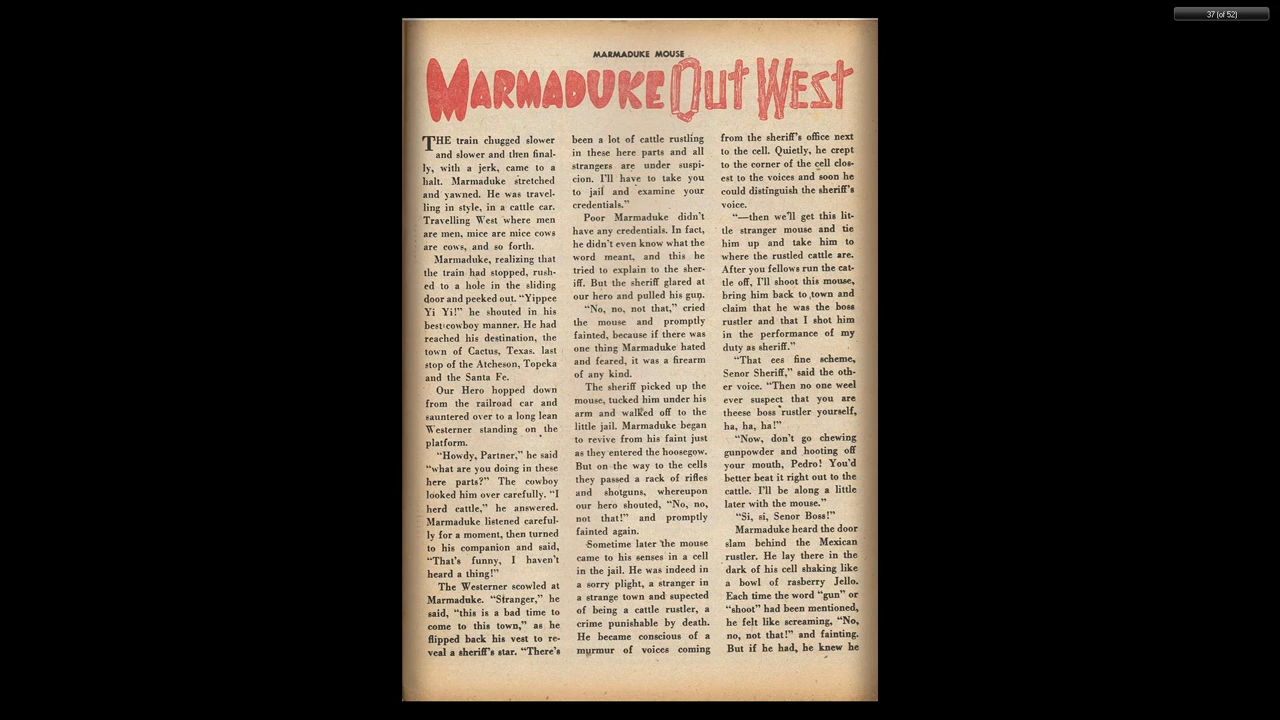 37 (of 52)
MARMADUKE MOUSE
MARMADUKE OUT WEST
THE train chugged slower
and slower and then final-
ly, with a jerk, came to a
halt. Marmaduke stretched
and yawned. He was travel-
ling in style, in a cattle car.
Travelling West where men
are men, mice are mice cows
are cows, and so forth.
Marmaduke, realizing that
the train had stopped, rush-
ed to a hole in the sliding
door and peeked out. “Yippee
Yi Yi!” he shouted in his
best cowboy manner. He had
reached his destination, the
town of Cactus, Texas. last
stop of the Atcheson, Topeka
and the Santa Fe.
Our Hero hopped down
from the railroad car and
sauntered over to a long lean
Westerner standing on the
platform.
“Howdy, Partner,” he said
“what are you doing in these
here parts?” The cowboy
looked him over carefully. “I
herd cattle,” he answered.
Marmaduke listened careful-
ly for a moment, then turned
to his companion and said,
“That’s funny, I haven’t
heard a thing!”
The Westerner scowled at
Marmaduke. “Stranger,” he
said, “this is a bad time to
come to this town,” as he
flipped back his vest to re-
veal a sheriff’s star. “There’s
been a lot of cattle rustling
in these here parts and all
strangers are under suspi-
cion. I’ll have to take you
to jail and examine your
credentials.”
Poor Marmaduke didn’t
have any credentials. In fact,
he didn’t even know what the
word meant, and this he
tried to explain to the sher-
iff. But the sheriff glared at
our hero and pulled his gun.
“No, no, not that,” cried
the mouse and promptly
fainted, because if there was
one thing Marmaduke hated
and feared, it was a firearm
of any kind.
The sheriff picked up the
mouse, tucked him under his
arm and walked off to the
little jail. Marmaduke began
to revive from his faint just
as they entered the hoosegow.
But on the way to the cells
they passed a rack of rifles
and shotguns, whereupon
our hero shouted, “No, no,
not that!” and promptly
fainted again.
Sometime later the mouse
came to his senses in a cell
in the jail. He was indeed in
a sorry plight, a stranger in
a strange town and supected
of being a cattle rustler, a
crime punishable by death.
He became conscious of a
murmur of voices coming
from the sheriff’s office next
to the cell. Quietly, he crept
to the corner of the cell clos-
est to the voices and soon he
could distinguish the sheriff’s
voice.
“—then we’ll get this lit-
tle stranger mouse and tie
him up and take him to
where the rustled cattle are.
After you fellows run the cat-
tle off, I’ll shoot this mouse,
bring him back to town and
claim that he was the boss
rustler and that I shot him
in the performance of my
duty as sheriff.”
“That ees fine scheme,
Senor Sheriff,” said the oth-
er voice. “Then no one weel
ever suspect that you are
theese boss rustler yourself,
ha, ha, ha!”
“Now, don’t go chewing
gunpowder and hooting off
your mouth, Pedro! You’d
better beat it right out to the
cattle. I’ll be along a little
later with the mouse.”
“Si, si, Senor Boss!”
Marmaduke heard the door
slam behind the Mexican
rustler. He lay there in the
dark of his cell shaking like
a bowl of rasberry Jello.
Each time the word “gun” or
“shoot” had been mentioned,
he felt like screaming, “No,
no, not that!” and fainting.
But if he had, he knew he